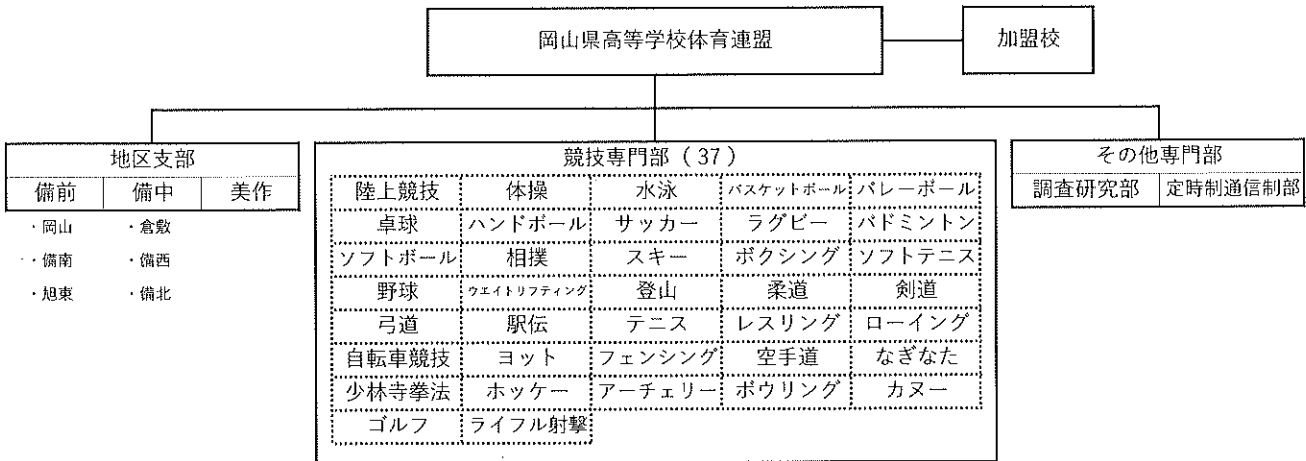 岡山県高等学校体育連盟
加盟校
地区支部
備前 備中 美作
・岡山 ・倉敷
・備南 ・備西
・旭東 ・備北
競技専門部(37)
陸上競技 体操 水泳 バスケットボール バレーボール
卓球 ハンドボール サッカー ラグビー バドミントン
ソフトボール 相撲 スキー ボクシング ソフトテニス
野球 ウエイトリフティング 登山 柔道 剣道
弓道 駅伝 テニス レスリング ローイング
自転車競技 ヨット フェンシング 空手道 なぎなた
少林寺拳法 ホッケー アーチェリー ボウリング カヌー
ゴルフ ライフル射撃
その他専門部
調査研究部 定時制通信制部